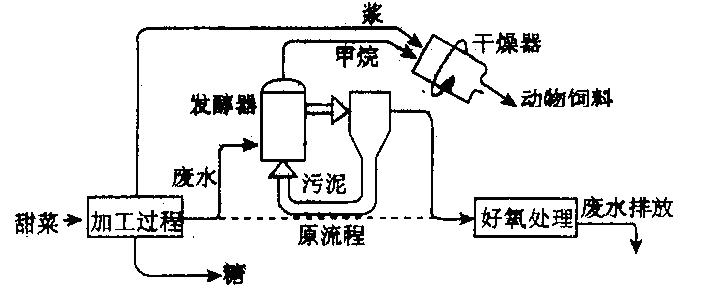 浆
甲烷
干燥器
发酵器
动物饲料
废水
污泥
甜菜
加工过程
原流程
好氧处理
废水排放
糖